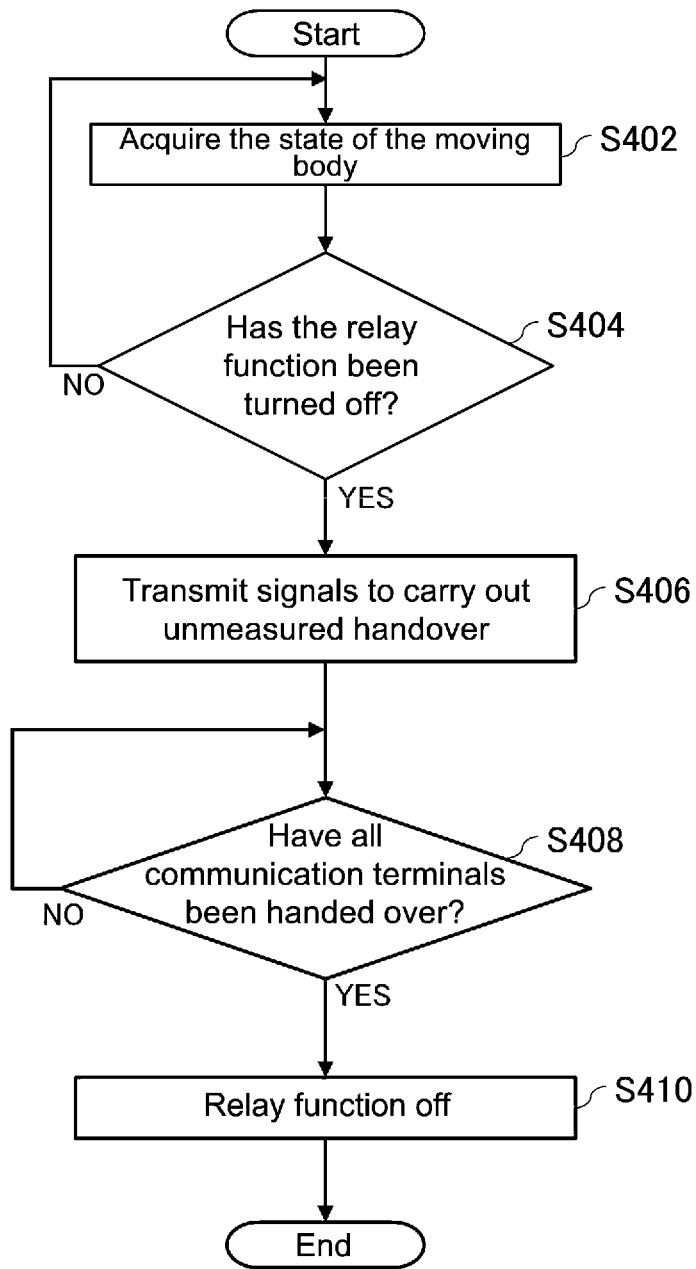 Start
Acquire the state of the moving
body
S402
Has the relay
function been
turned off?
S404
NO
YES
Transmit signals to carry out
unmeasured handover
S406
Have all
communication terminals
been handed over?
S408
NO
YES
Relay function off
S410
End